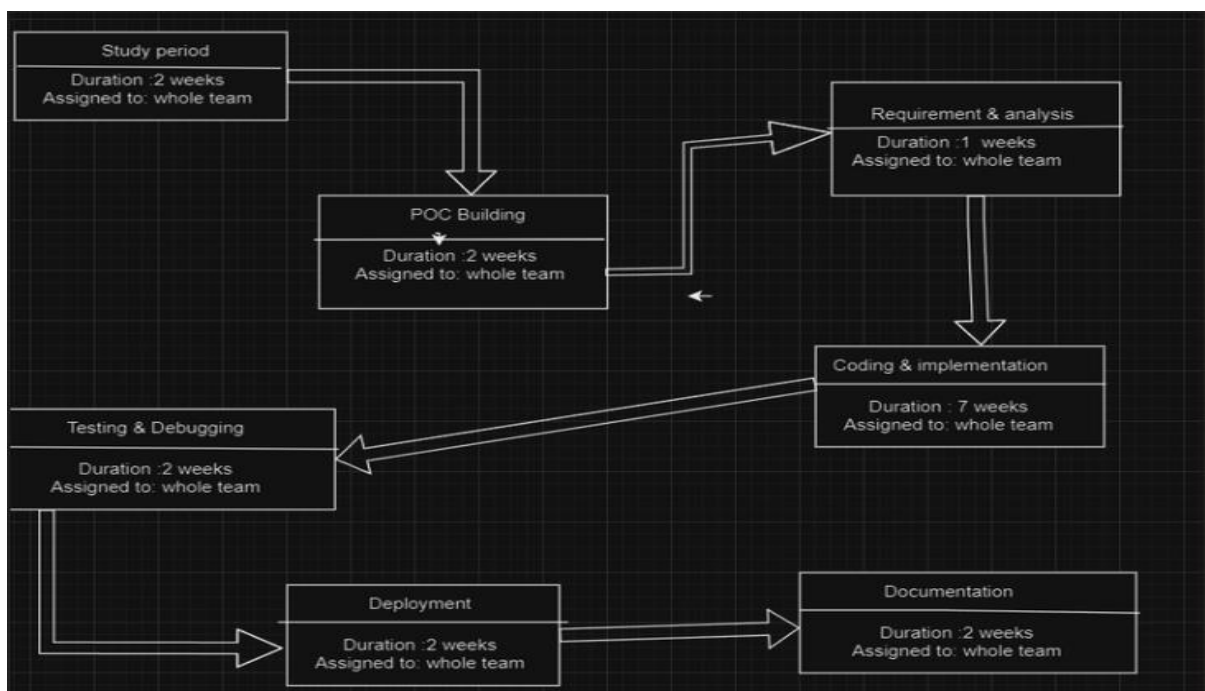 Study period
Duration :2 weeks
Assigned to: whole team
POC Building
Duration :2 weeks
Assigned to: whole team
Requirement & analysis
Duration :1 weeks
Assigned to: whole team
Coding & implementation
Duration : 7 weeks
Assigned to: whole team
Testing & Debugging
Duration :2 weeks
Assigned to: whole team
Deployment
Duration :2 weeks
Assigned to: whole team
Documentation
Duration :2 weeks
Assigned to: whole team